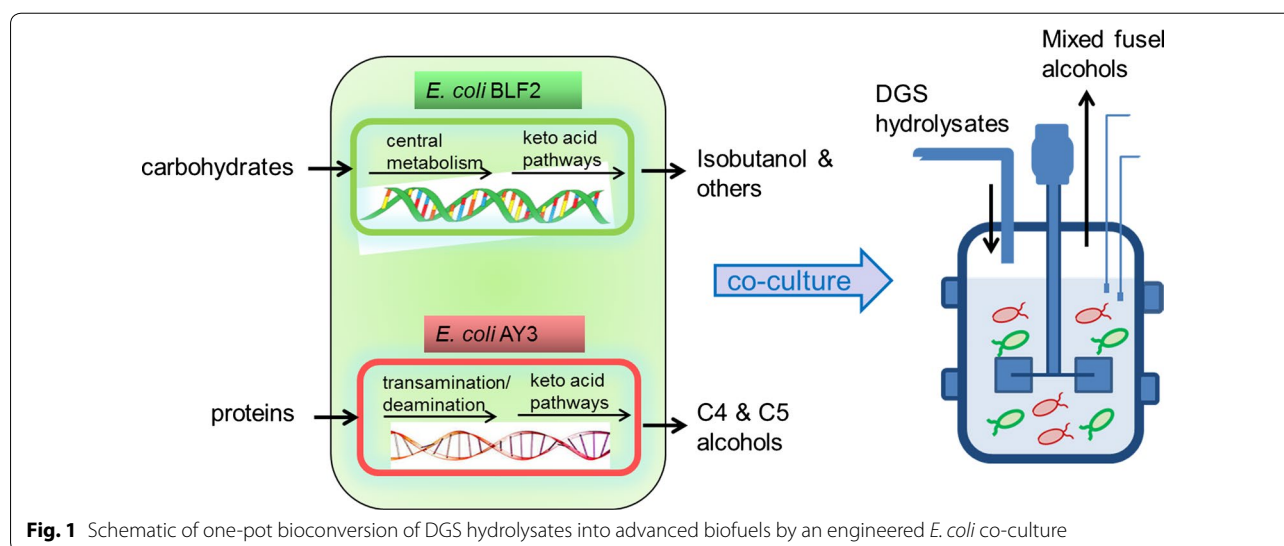 E. coli BLF2
carbohydrates
central
metabolism
keto acid
pathways
Isobutanol &
others
E. coli AY3
proteins
transamination/
deamination
keto acid
pathways
C4 & C5
alcohols
co-culture
Mixed fusel
alcohols
DGS
hydrolysates
Fig. 1 Schematic of one-pot bioconversion of DGS hydrolysates into advanced biofuels by an engineered E. coli co-culture